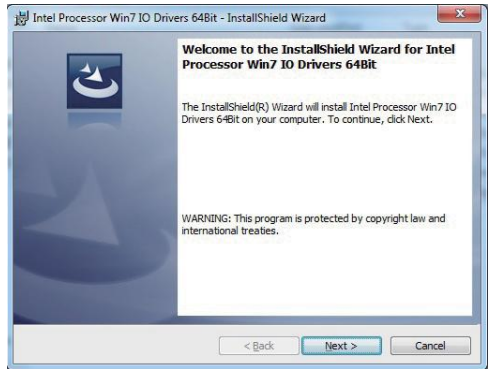 Intel Processor Win7 IO Drivers 64Bit - InstallShield Wizard
Welcome to the InstallShield Wizard for Intel
Processor Win7 IO Drivers 64Bit
The InstallShield(R) Wizard will install Intel Processor Win7 IO
Drivers 64Bit on your computer. To continue, click Next.
WARNING: This program is protected by copyright law and
international treaties.
< Back Next > Cancel